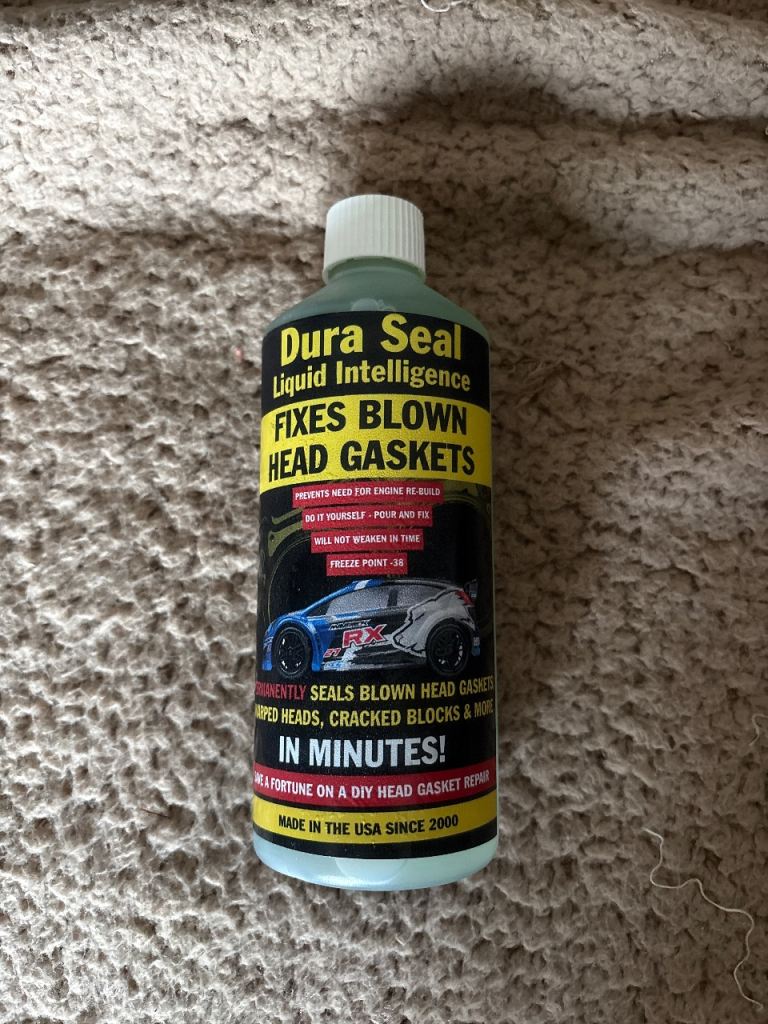 Dura Seal
Liquid Intelligence
FIXES BLOWN
HEAD GASKETS
PREVENTS NEED FOR ENGINE RE-BUILD
DO IT YOURSELF - POUR AND FIX
WILL NOT WEAKEN IN TIME
FREEZE POINT -38
RX
SEALS BLOWN HEAD GASKETS
HEADS, CRACKED BLOCKS & MORE
IN MINUTES!
A FORTUNE ON A DIY HEAD GASKET REPAIR
MADE IN THE USA SINCE 2000